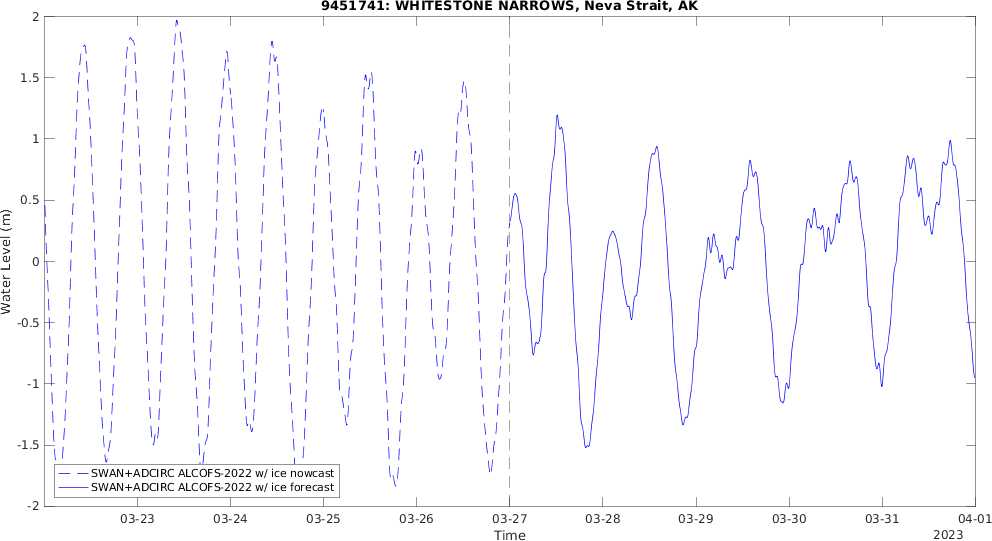 9451741: WHITESTONE NARROWS, Neva Strait, AK
2
1.5
1
0.5
0
-0.5
-1
-1.5
-2
Water Level (m)
SWAN+ADCIRC ALCOFS-2022 w/ ice nowcast
SWAN+ADCIRC ALCOFS-2022 w/ ice forecast
03-23 03-24 03-25 03-26 03-27 03-28 03-29 03-30 03-31 04-01
Time
2023